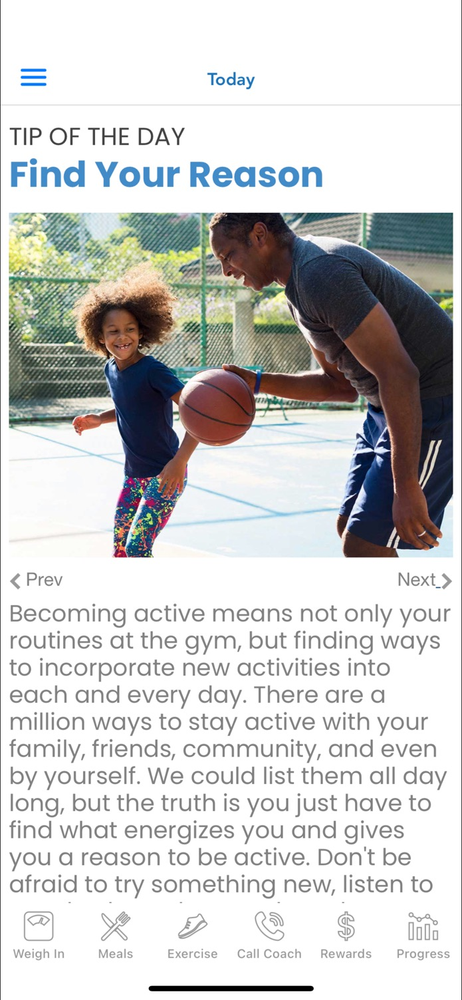 Today
TIP OF THE DAY
Find Your Reason
Prev
Next
Becoming active means not only your
routines at the gym, but finding ways
to incorporate new activities into
each and every day. There are a
million ways to stay active with your
family, friends, community, and even
by yourself. We could list them all day
long, but the truth is you just have to
find what energizes you and gives
you a reason to be active. Don't be
afraid to try something new, listen to
Weigh In
Meals
Exercise
Call Coach
Rewards
Progress